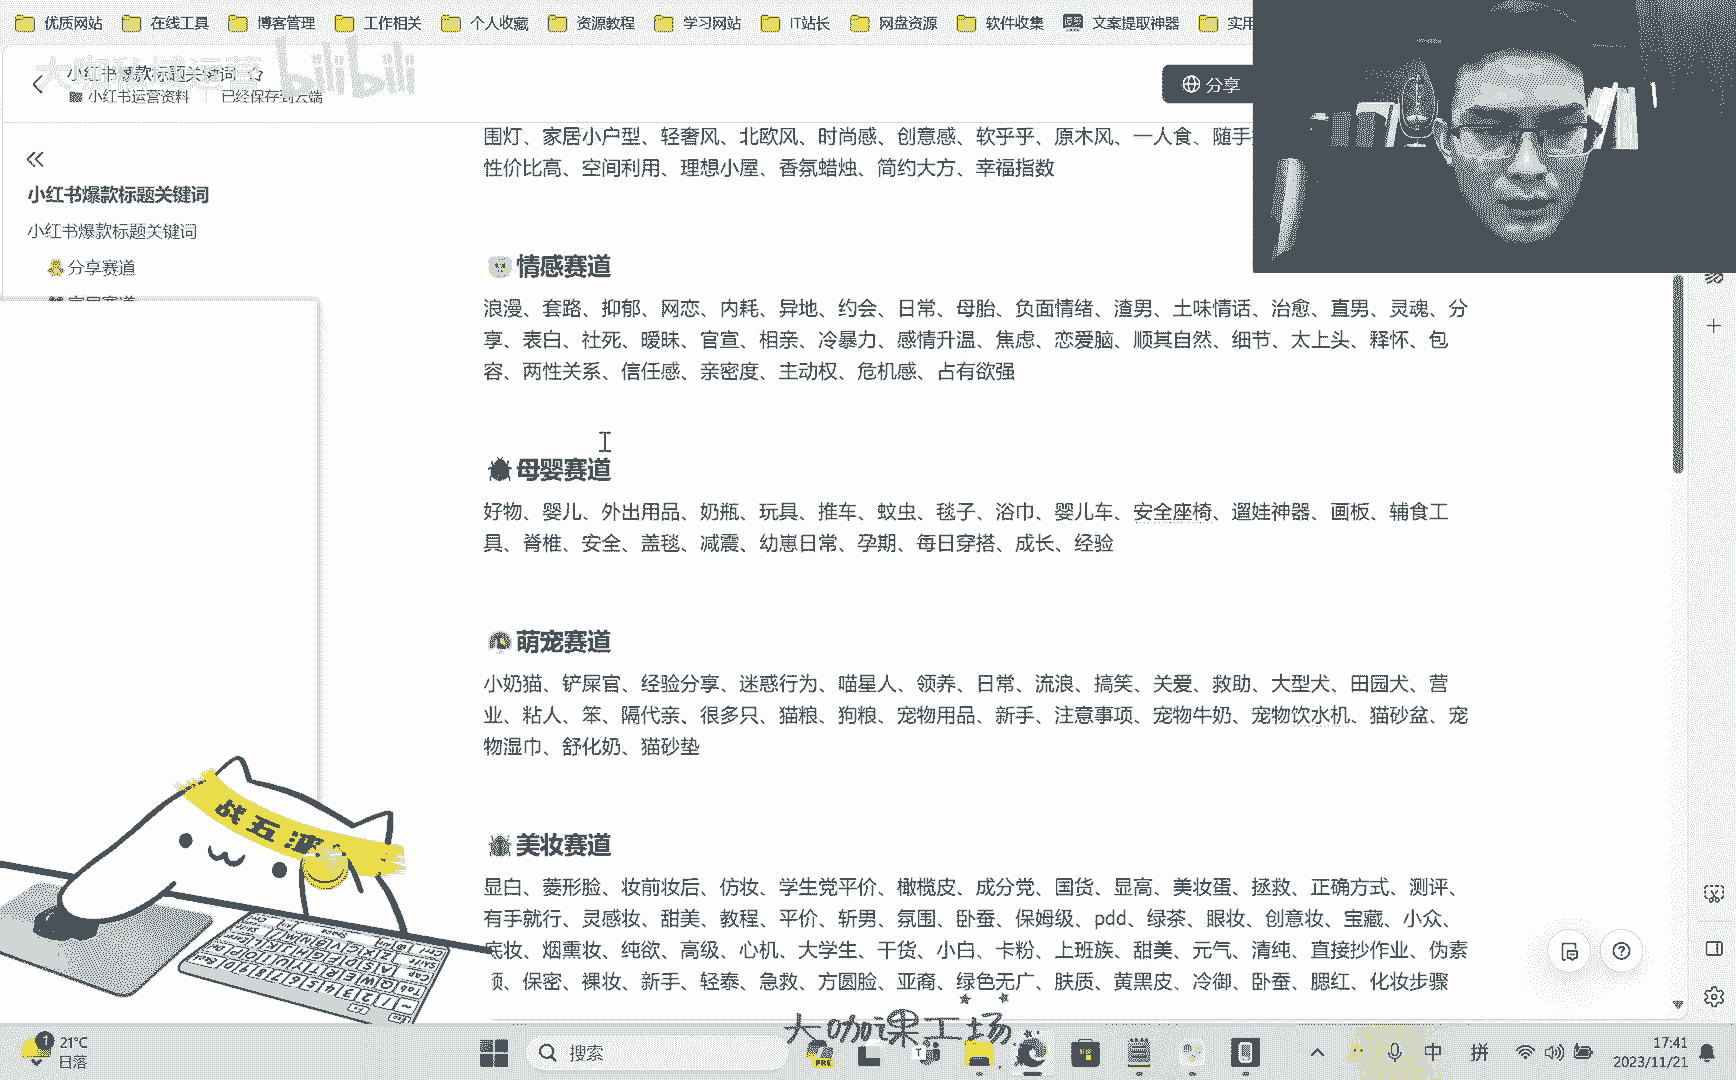 优质网站 在线工具 博客管理 工作相关 个人收藏 资源教程 学习网站 IT站长 网盘资源 软件收集 文案提取神器 实用
小红书爆款标题关键词
bilibili
小红书运营资料 已经保存到云端
分享
小红书爆款标题关键词
小红书爆款标题关键词
分享赛道
围灯、家居小户型、轻奢风、北欧风、时尚感、创意感、软乎乎、原木风、一人食、随手
性价比高、空间利用、理想小屋、香氛蜡烛、简约大方、幸福指数
情感赛道
浪漫、套路、抑郁、网恋、内耗、异地、约会、日常、母胎、负面情绪、渣男、土味情话、治愈、直男、灵魂、分
享、表白、社死、暧昧、官宣、相亲、冷暴力、感情升温、焦虑、恋爱脑、顺其自然、细节、太上头、释怀、包
容、两性关系、信任感、亲密度、主动权、危机感、占有欲强
母婴赛道
好物、婴儿、外出用品、奶瓶、玩具、推车、蚊虫、毯子、浴巾、婴儿车、安全座椅、遛娃神器、画板、辅食工
具、脊椎、安全、盖毯、减震、幼崽日常、孕期、每日穿搭、成长、经验
萌宠赛道
小奶猫、铲屎官、经验分享、迷惑行为、喵星人、领养、日常、流浪、搞笑、关爱、救助、大型犬、田园犬、营
业、粘人、笨、隔代亲、很多只、猫粮、狗粮、宠物用品、新手、注意事项、宠物牛奶、宠物饮水机、猫砂盆、宠
物湿巾、舒化奶、猫砂垫
美妆赛道
显白、菱形脸、妆前妆后、仿妆、学生党平价、橄榄皮、成分党、国货、显高、美妆蛋、拯救、正确方式、测评、
有手就行、灵感妆、甜美、教程、平价、斩男、氛围、卧蚕、保姆级、pdd、绿茶、眼妆、创意妆、宝藏、小众、
底妆、烟熏妆、纯欲、高级、心机、大学生、干货、小白、卡粉、上班族、甜美、元气、清纯、直接抄作业、伪素
颜、保密、裸妆、新手、轻泰、急救、方圆脸、亚裔、绿色无广、肤质、黄黑皮、冷御、卧蚕、腮红、化妆步骤
战五渣
大咖课工场
1
21°C
日落
搜索
PRE
中 拼
17:41
2023/11/21